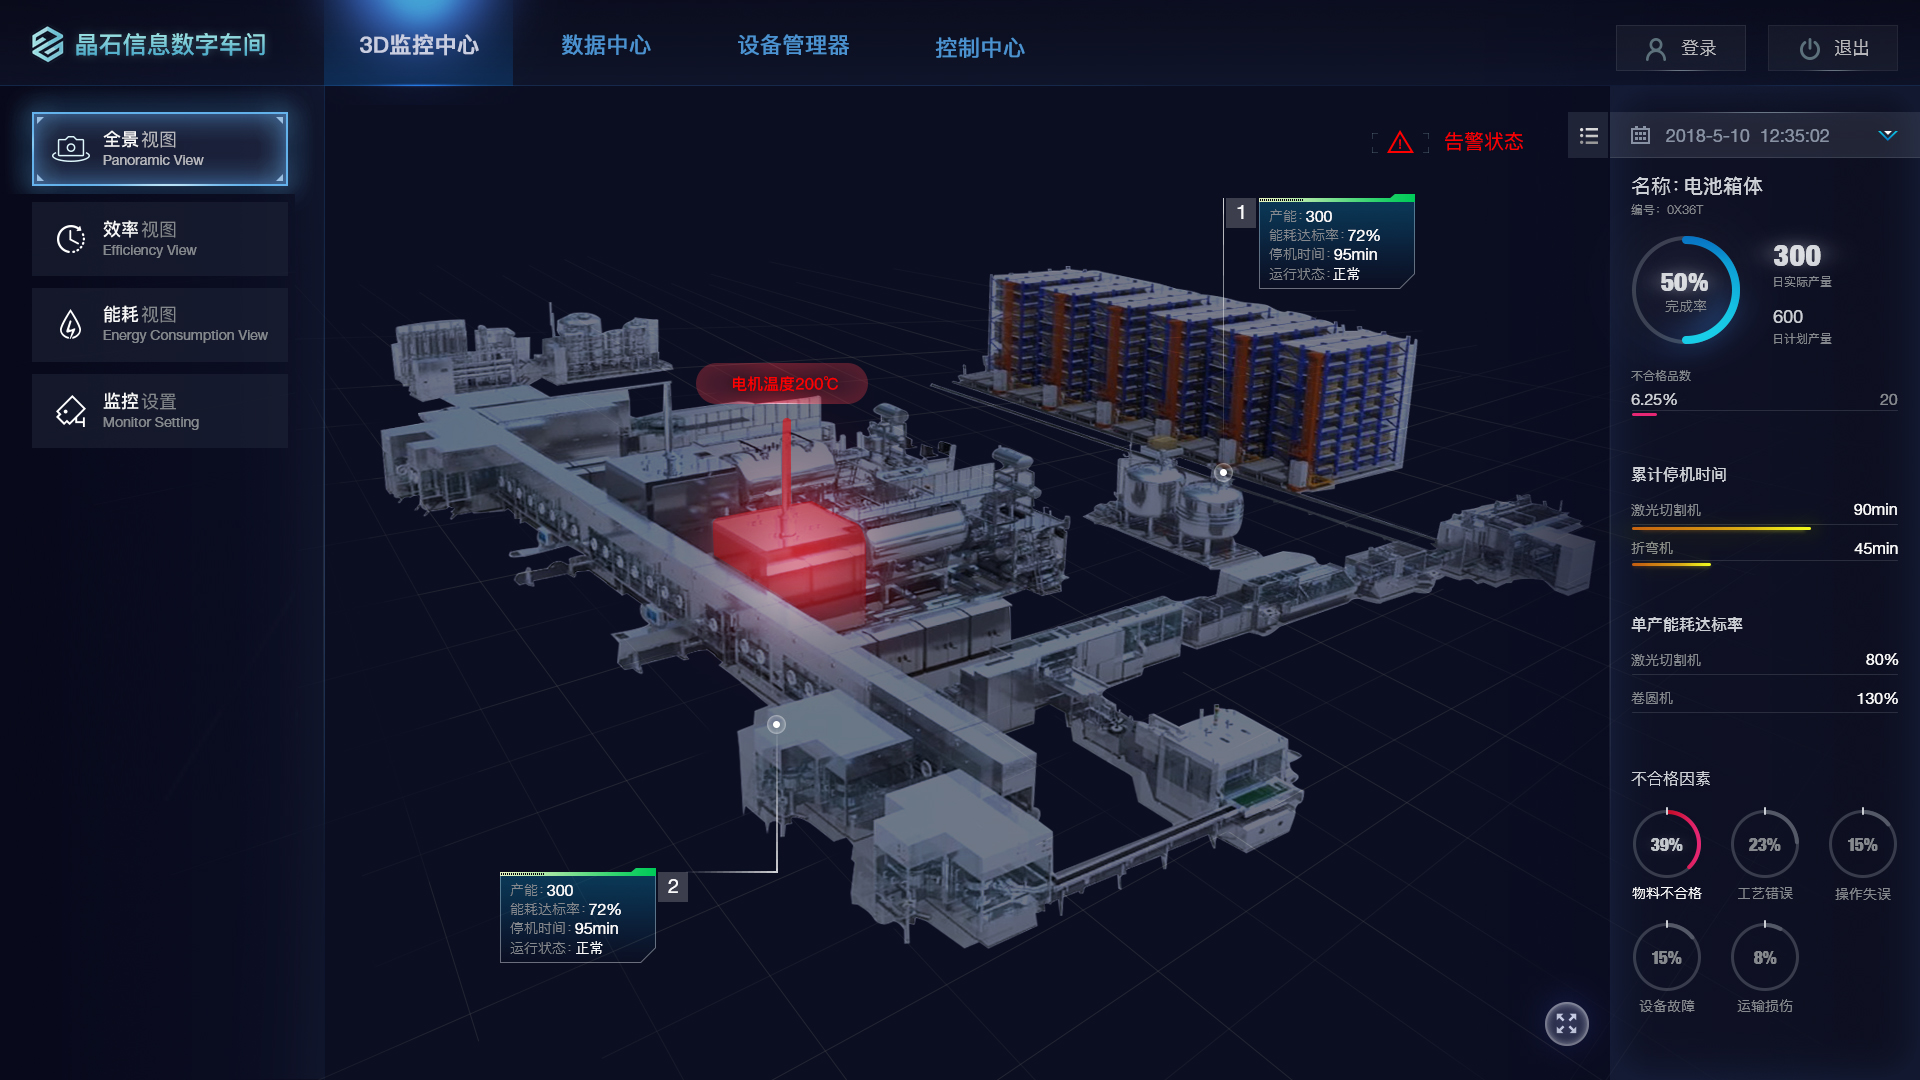 晶石信息数字车间
3D监控中心
数据中心
设备管理器
控制中心
登录
退出
全景视图
Panoramic View
效率视图
Efficiency View
能耗视图
Energy Consumption View
监控设置
Monitor Setting
告警状态
1
产能:300
能耗达标率:72%
停机时间:95min
运行状态:正常
电机温度200℃
2
产能:300
能耗达标率:72%
停机时间:95min
运行状态:正常
2018-5-10 12:35:02
名称:电池箱体
编号: 0X36T
50%
完成率
300
日实际产量
600
日计划产量
不合格品数
6.25% 20
累计停机时间
激光切割机 90min
折弯机 45min
单产能耗达标率
激光切割机 80%
卷圆机 130%
不合格因素
39%
物料不合格
23%
工艺错误
15%
操作失误
15%
设备故障
8%
运输损伤